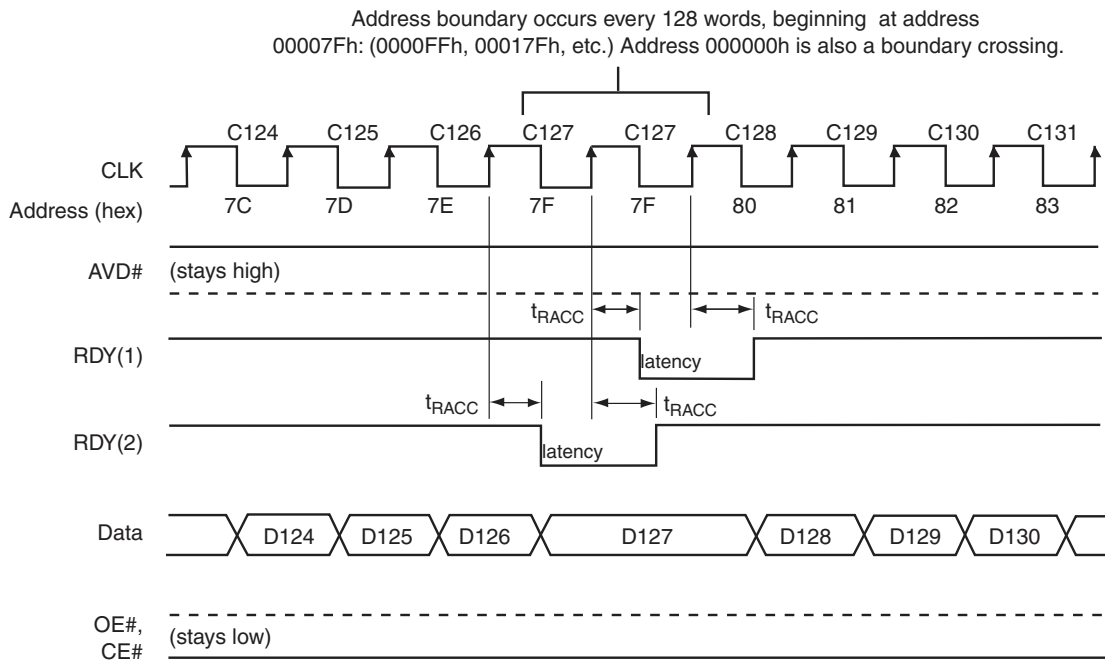 Address boundary occurs every 128 words, beginning at address
00007Fh: (0000FFh, 00017Fh, etc.) Address 000000h is also a boundary crossing.
C124 C125 C126 C127 C127 C128 C129 C130 C131
CLK
Address (hex) 7C 7D 7E 7F 7F 80 81 82 83
AVD# (stays high)
tRACC tRACC
RDY(1) latency
tRACC tRACC
RDY(2) latency
Data D124 D125 D126 D127 D128 D129 D130
OE#,
CE# (stays low)